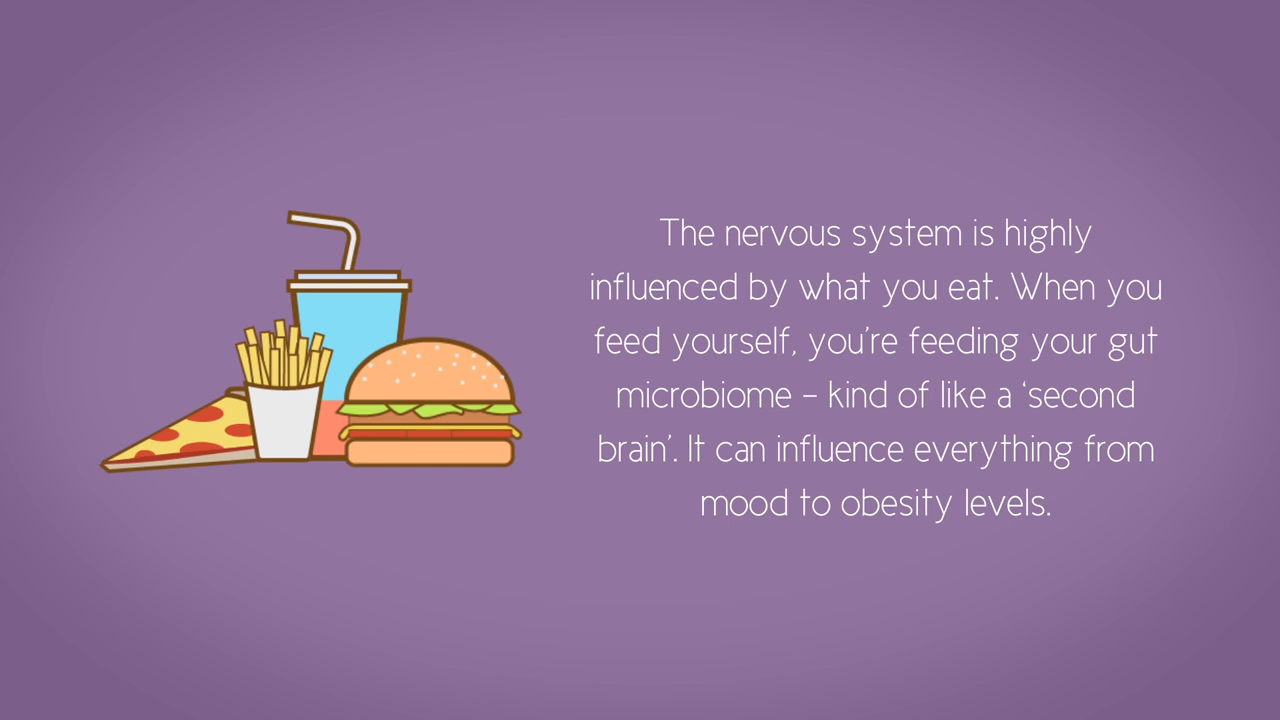 The nervous system is highly
influenced by what you eat. When you
feed yourself, you're feeding your gut
microbiome – kind of like a ‘second
brain’. It can influence everything from
mood to obesity levels.